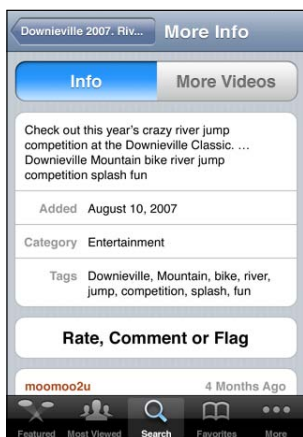 Downieville 2007. Riv...
More Info
Info
More Videos
Check out this year's crazy river jump
competition at the Downieville Classic. ...
Downieville Mountain bike river jump
competition splash fun
Added August 10, 2007
Category Entertainment
Tags Downieville, Mountain, bike, river,
jump, competition, splash, fun
Rate, Comment or Flag
moomoo2u 4 Months Ago
Featured Most Viewed Search Favorites More